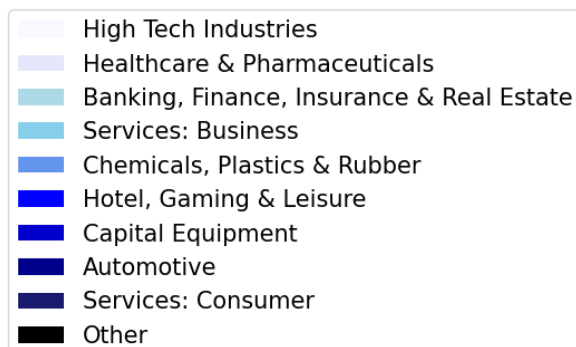 High Tech Industries
Healthcare & Pharmaceuticals
Banking, Finance, Insurance & Real Estate
Services: Business
Chemicals, Plastics & Rubber
Hotel, Gaming & Leisure
Capital Equipment
Automotive
Services: Consumer
Other